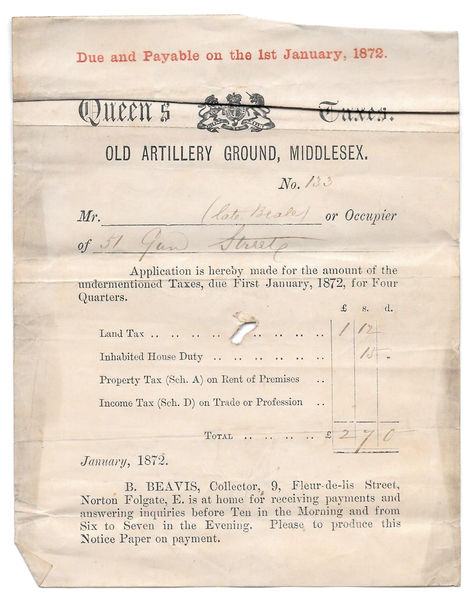 Due and Payable on the 1st January, 1872.
Queen's Taxes.
OLD ARTILLERY GROUND, MIDDLESEX.
No. 133
Mr. (late Beale) or Occupier
of 51 Gun Street
Application is hereby made for the amount of the
undermentioned Taxes, due First January, 1872, for Four
Quarters.
£ s. d.
Land Tax .. .. .. .. .. .. .. .. 1 12
Inhabited House Duty .. .. .. .. .. .. 15 -
Property Tax (Sch. A) on Rent of Premises ..
Income Tax (Sch. D) on Trade or Profession ..
TOTAL .. .. .. .. £ 2 7 0
January, 1872.
B. BEAVIS, Collector, 9, Fleur-de-lis Street,
Norton Folgate, E. is at home for receiving payments and
answering inquiries before Ten in the Morning and from
Six to Seven in the Evening. Please to produce this
Notice Paper on payment.